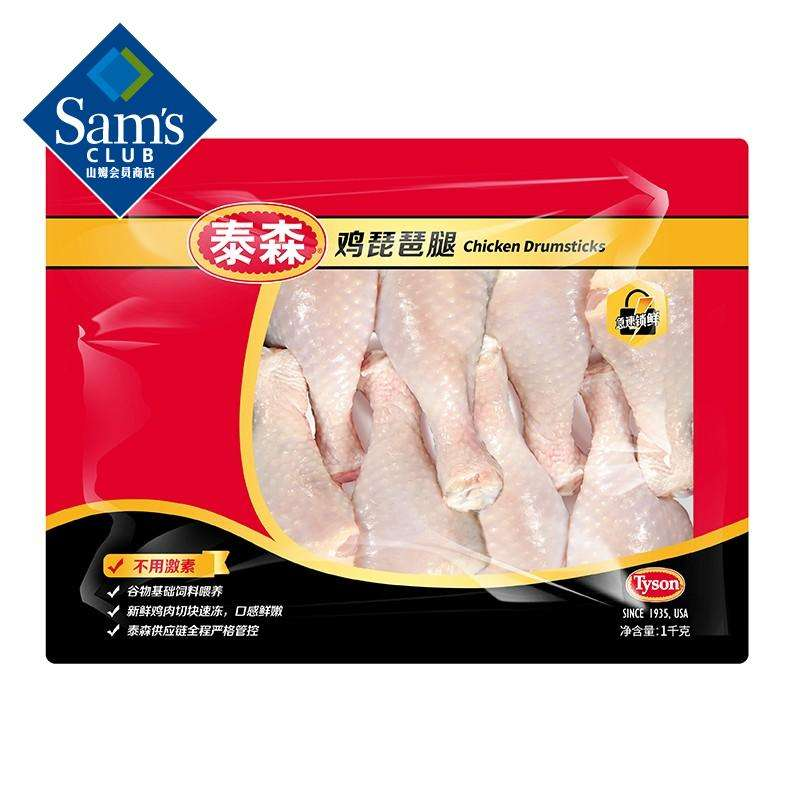 Sam's
CLUB
山姆会员商店
泰森®
鸡琵琶腿 Chicken Drumsticks
急速锁鲜
不用激素
谷物基础饲料喂养
新鲜鸡肉切块速冻，口感鲜嫩
泰森供应链全程严格管控
Tyson
SINCE 1935, USA
净含量:1千克